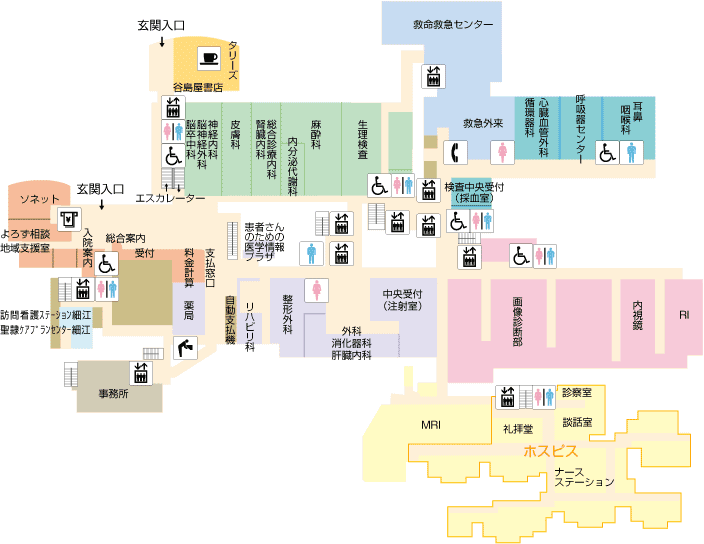 玄関入口
タリーズ
谷島屋書店
救命救急センター
救急外来
心臓血管外科
循環器科
呼吸器センター
耳鼻
咽喉科
神経内科
脳神経外科
脳卒中科
皮膚科
総合診療内科
腎臓内科
内分泌代謝科
麻酔科
生理検査
エスカレーター
検査中央受付
（採血室）
ソネット
玄関入口
よろず相談
地域支援室
入院案内
総合案内
受付
料金計算
支払窓口
患者さん
のための
医学情報
プラザ
薬局
自動支払機
リハビリ科
整形外科
中央受付
（注射室）
外科
消化器科
肝臓内科
画像診断部
内視鏡
RI
訪問看護ステーション細江
聖隷ケアプランセンター細江
事務所
MRI
礼拝堂
診察室
談話室
ホスピス
ナース
ステーション